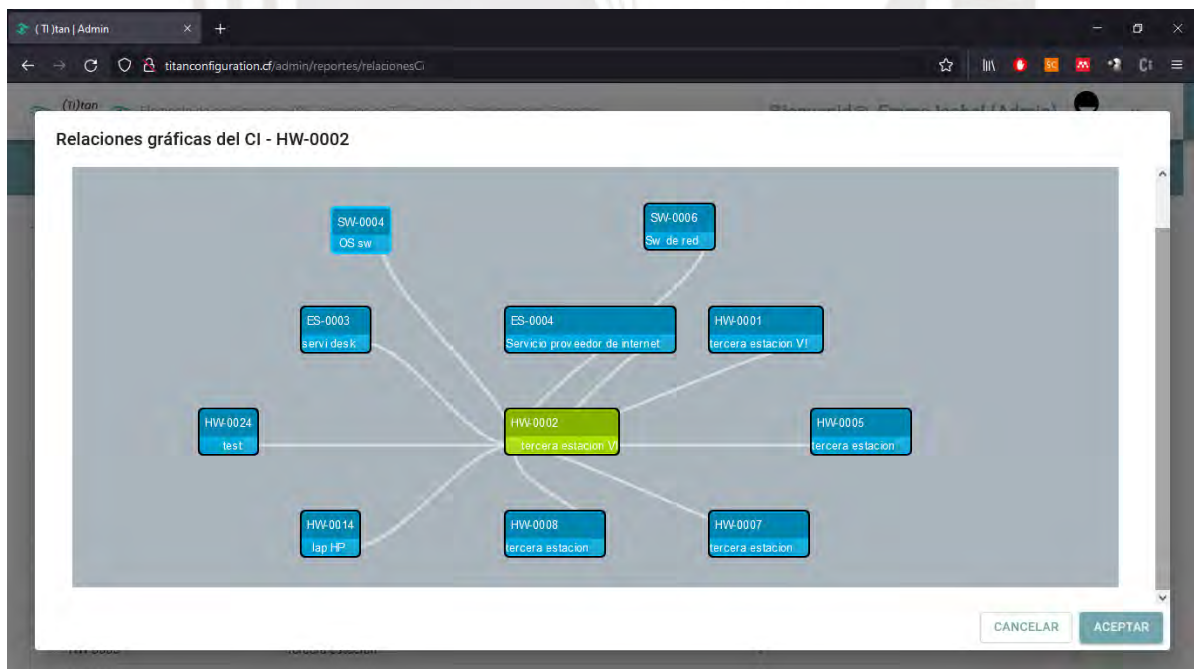 (TI)tan | Admin
titanconfiguration.cf/admin/reportes/relacionesCi
(TI)tan
Relaciones gráficas del CI - HW-0002
SW-0004
OS sw
SW-0006
Sw de red
ES-0003
servi desk
ES-0004
Servicio proveedor de internet
HW-0001
tercera estacion V!
HW-0024
test
HW-0002
tercera estacion V!
HW-0005
tercera estacion
HW-0014
lap HP
HW-0008
tercera estacion
HW-0007
tercera estacion
CANCELAR
ACEPTAR